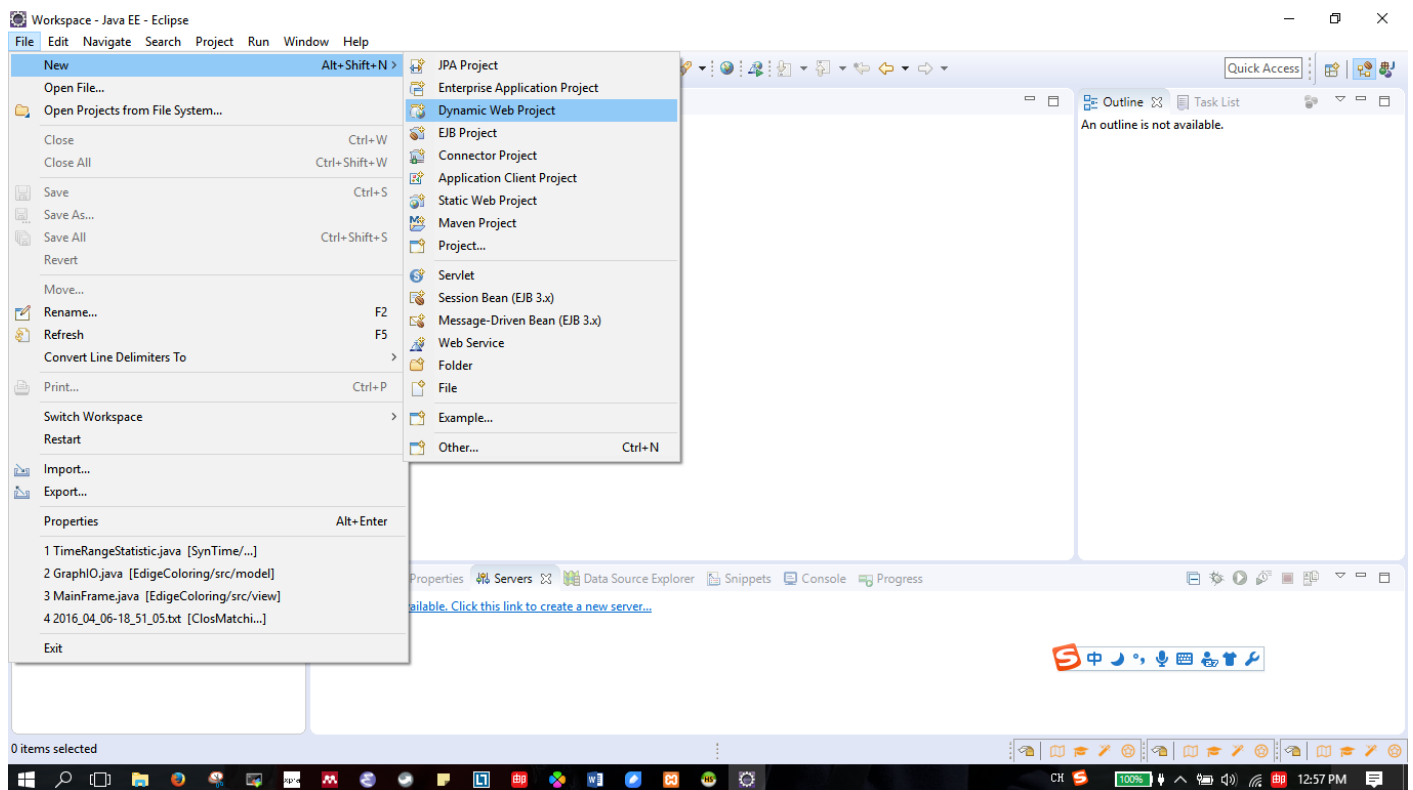 Workspace - Java EE - Eclipse
File Edit Navigate Search Project Run Window Help
New Alt+Shift+N >
Open File...
Open Projects from File System...
Close Ctrl+W
Close All Ctrl+Shift+W
Save Ctrl+S
Save As...
Save All Ctrl+Shift+S
Revert
Move...
Rename... F2
Refresh F5
Convert Line Delimiters To >
Print... Ctrl+P
Switch Workspace >
Restart
Import...
Export...
Properties Alt+Enter
1 TimeRangeStatistic.java [SynTime/...]
2 GraphIO.java [EdigeColoring/src/model]
3 MainFrame.java [EdigeColoring/src/view]
4 2016_04_06-18_51_05.txt [ClosMatchi...]
Exit
JPA Project
Enterprise Application Project
Dynamic Web Project
EJB Project
Connector Project
Application Client Project
Static Web Project
Maven Project
Project...
Servlet
Session Bean (EJB 3.x)
Message-Driven Bean (EJB 3.x)
Web Service
Folder
File
Example...
Other... Ctrl+N
Quick Access
Outline Task List
An outline is not available.
Properties Servers Data Source Explorer Snippets Console Progress
ailable. Click this link to create a new server...
中
0 items selected
CH 100% 12:57 PM